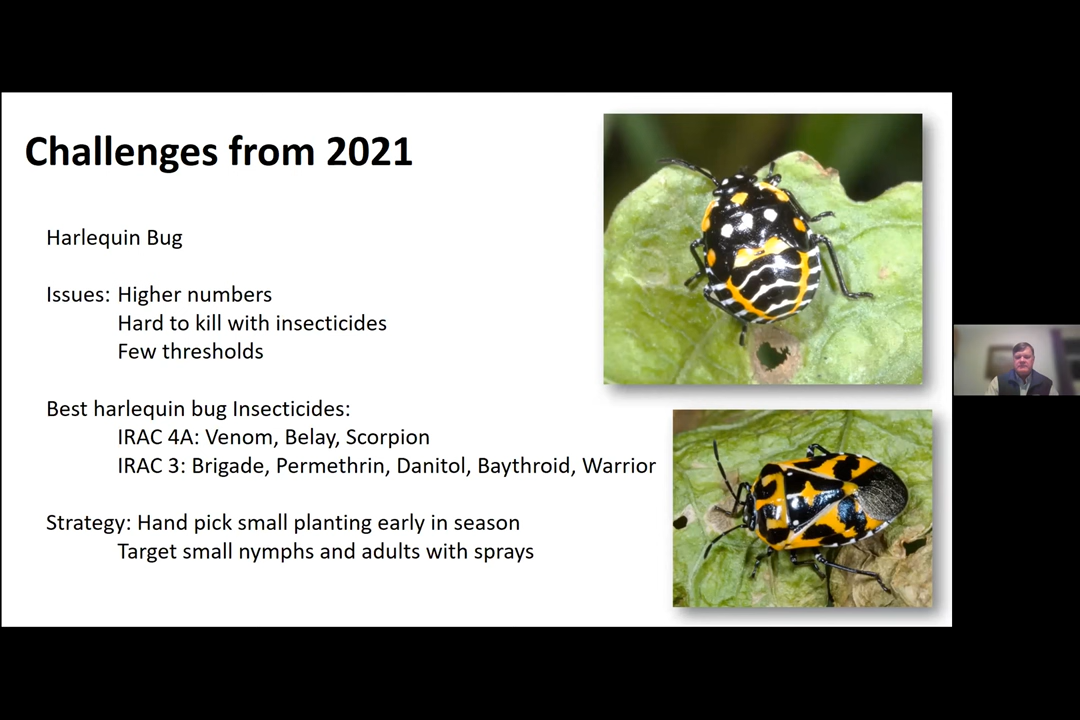 Challenges from 2021
Harlequin Bug
Issues: Higher numbers
Hard to kill with insecticides
Few thresholds
Best harlequin bug Insecticides:
IRAC 4A: Venom, Belay, Scorpion
IRAC 3: Brigade, Permethrin, Danitol, Baythroid, Warrior
Strategy: Hand pick small planting early in season
Target small nymphs and adults with sprays